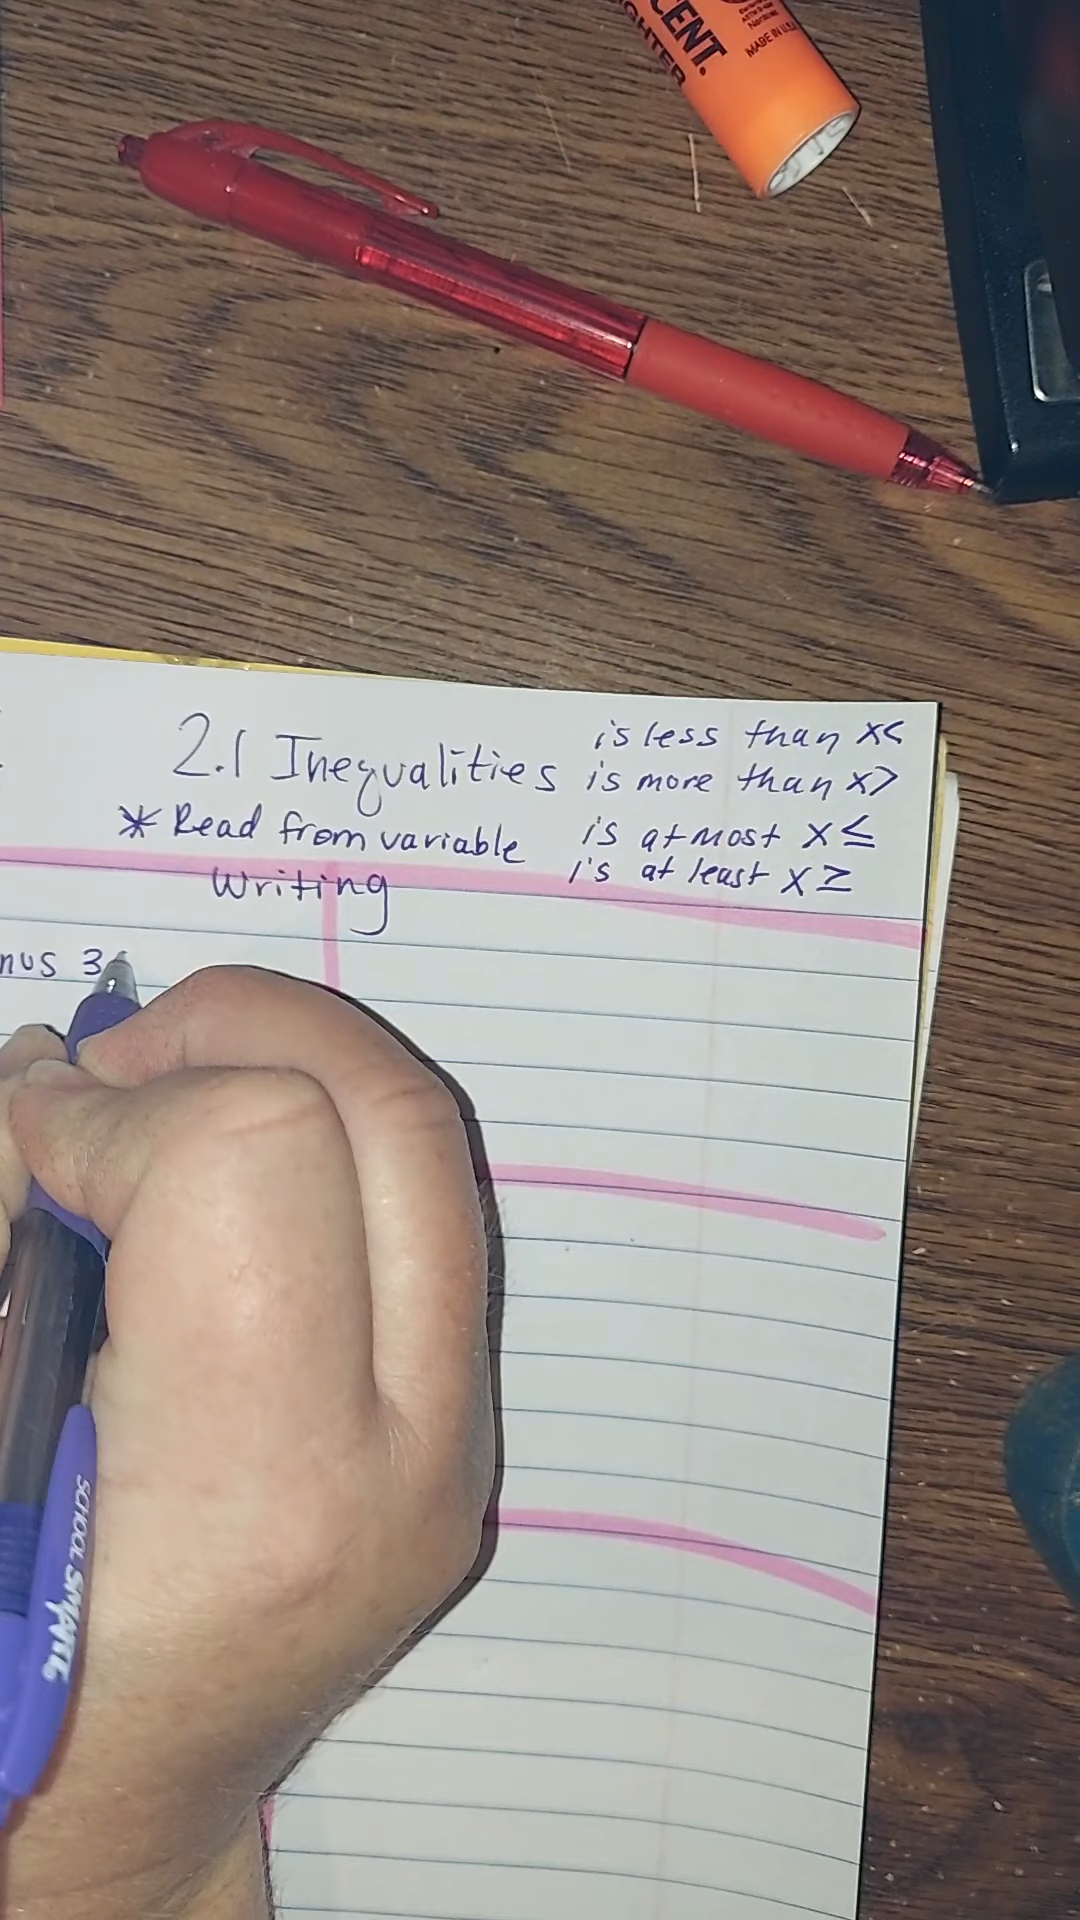 CENT.
GHTER
MADE IN U.S.A
2.1 Inequalities
* Read from variable
is less than x<
is more than x>
is at most x ≤
is at least x ≥
Writing
nus 3
SCHOOL SMART